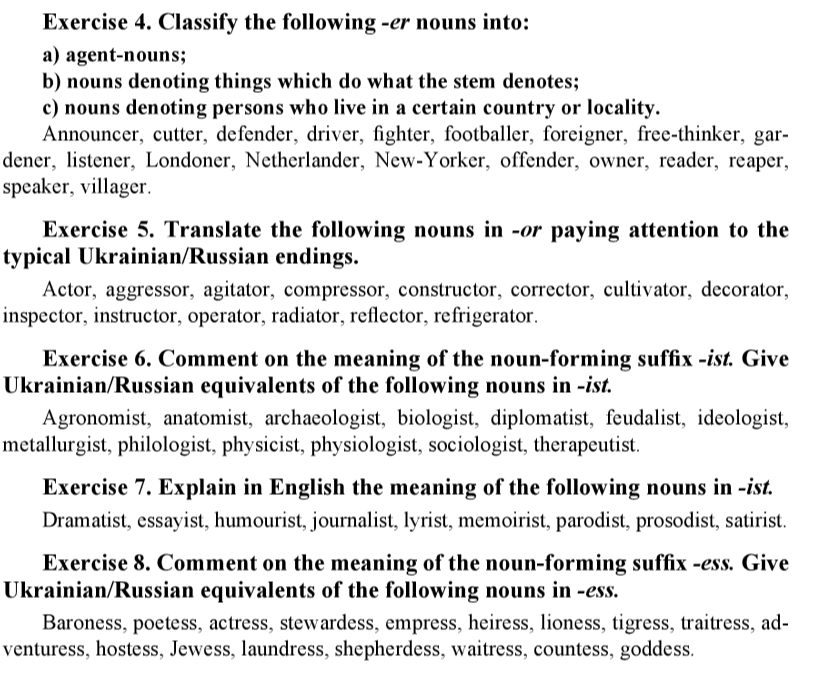 Exercise 4. Classify the following -er nouns into:
a) agent-nouns;
b) nouns denoting things which do what the stem denotes;
c) nouns denoting persons who live in a certain country or locality.
Announcer, cutter, defender, driver, fighter, footballer, foreigner, free-thinker, gar-
dener, listener, Londoner, Netherlander, New-Yorker, offender, owner, reader, reaper,
speaker, villager.
Exercise 5. Translate the following nouns in -or paying attention to the
typical Ukrainian/Russian endings.
Actor, aggressor, agitator, compressor, constructor, corrector, cultivator, decorator,
inspector, instructor, operator, radiator, reflector, refrigerator.
Exercise 6. Comment on the meaning of the noun-forming suffix -ist. Give
Ukrainian/Russian equivalents of the following nouns in -ist.
Agronomist, anatomist, archaeologist, biologist, diplomatist, feudalist, ideologist,
metallurgist, philologist, physicist, physiologist, sociologist, therapeutist.
Exercise 7. Explain in English the meaning of the following nouns in -ist.
Dramatist, essayist, humourist, journalist, lyrist, memoirist, parodist, prosodist, satirist.
Exercise 8. Comment on the meaning of the noun-forming suffix -ess. Give
Ukrainian/Russian equivalents of the following nouns in -ess.
Baroness, poetess, actress, stewardess, empress, heiress, lioness, tigress, traitress, ad-
venturess, hostess, Jewess, laundress, shepherdess, waitress, countess, goddess.